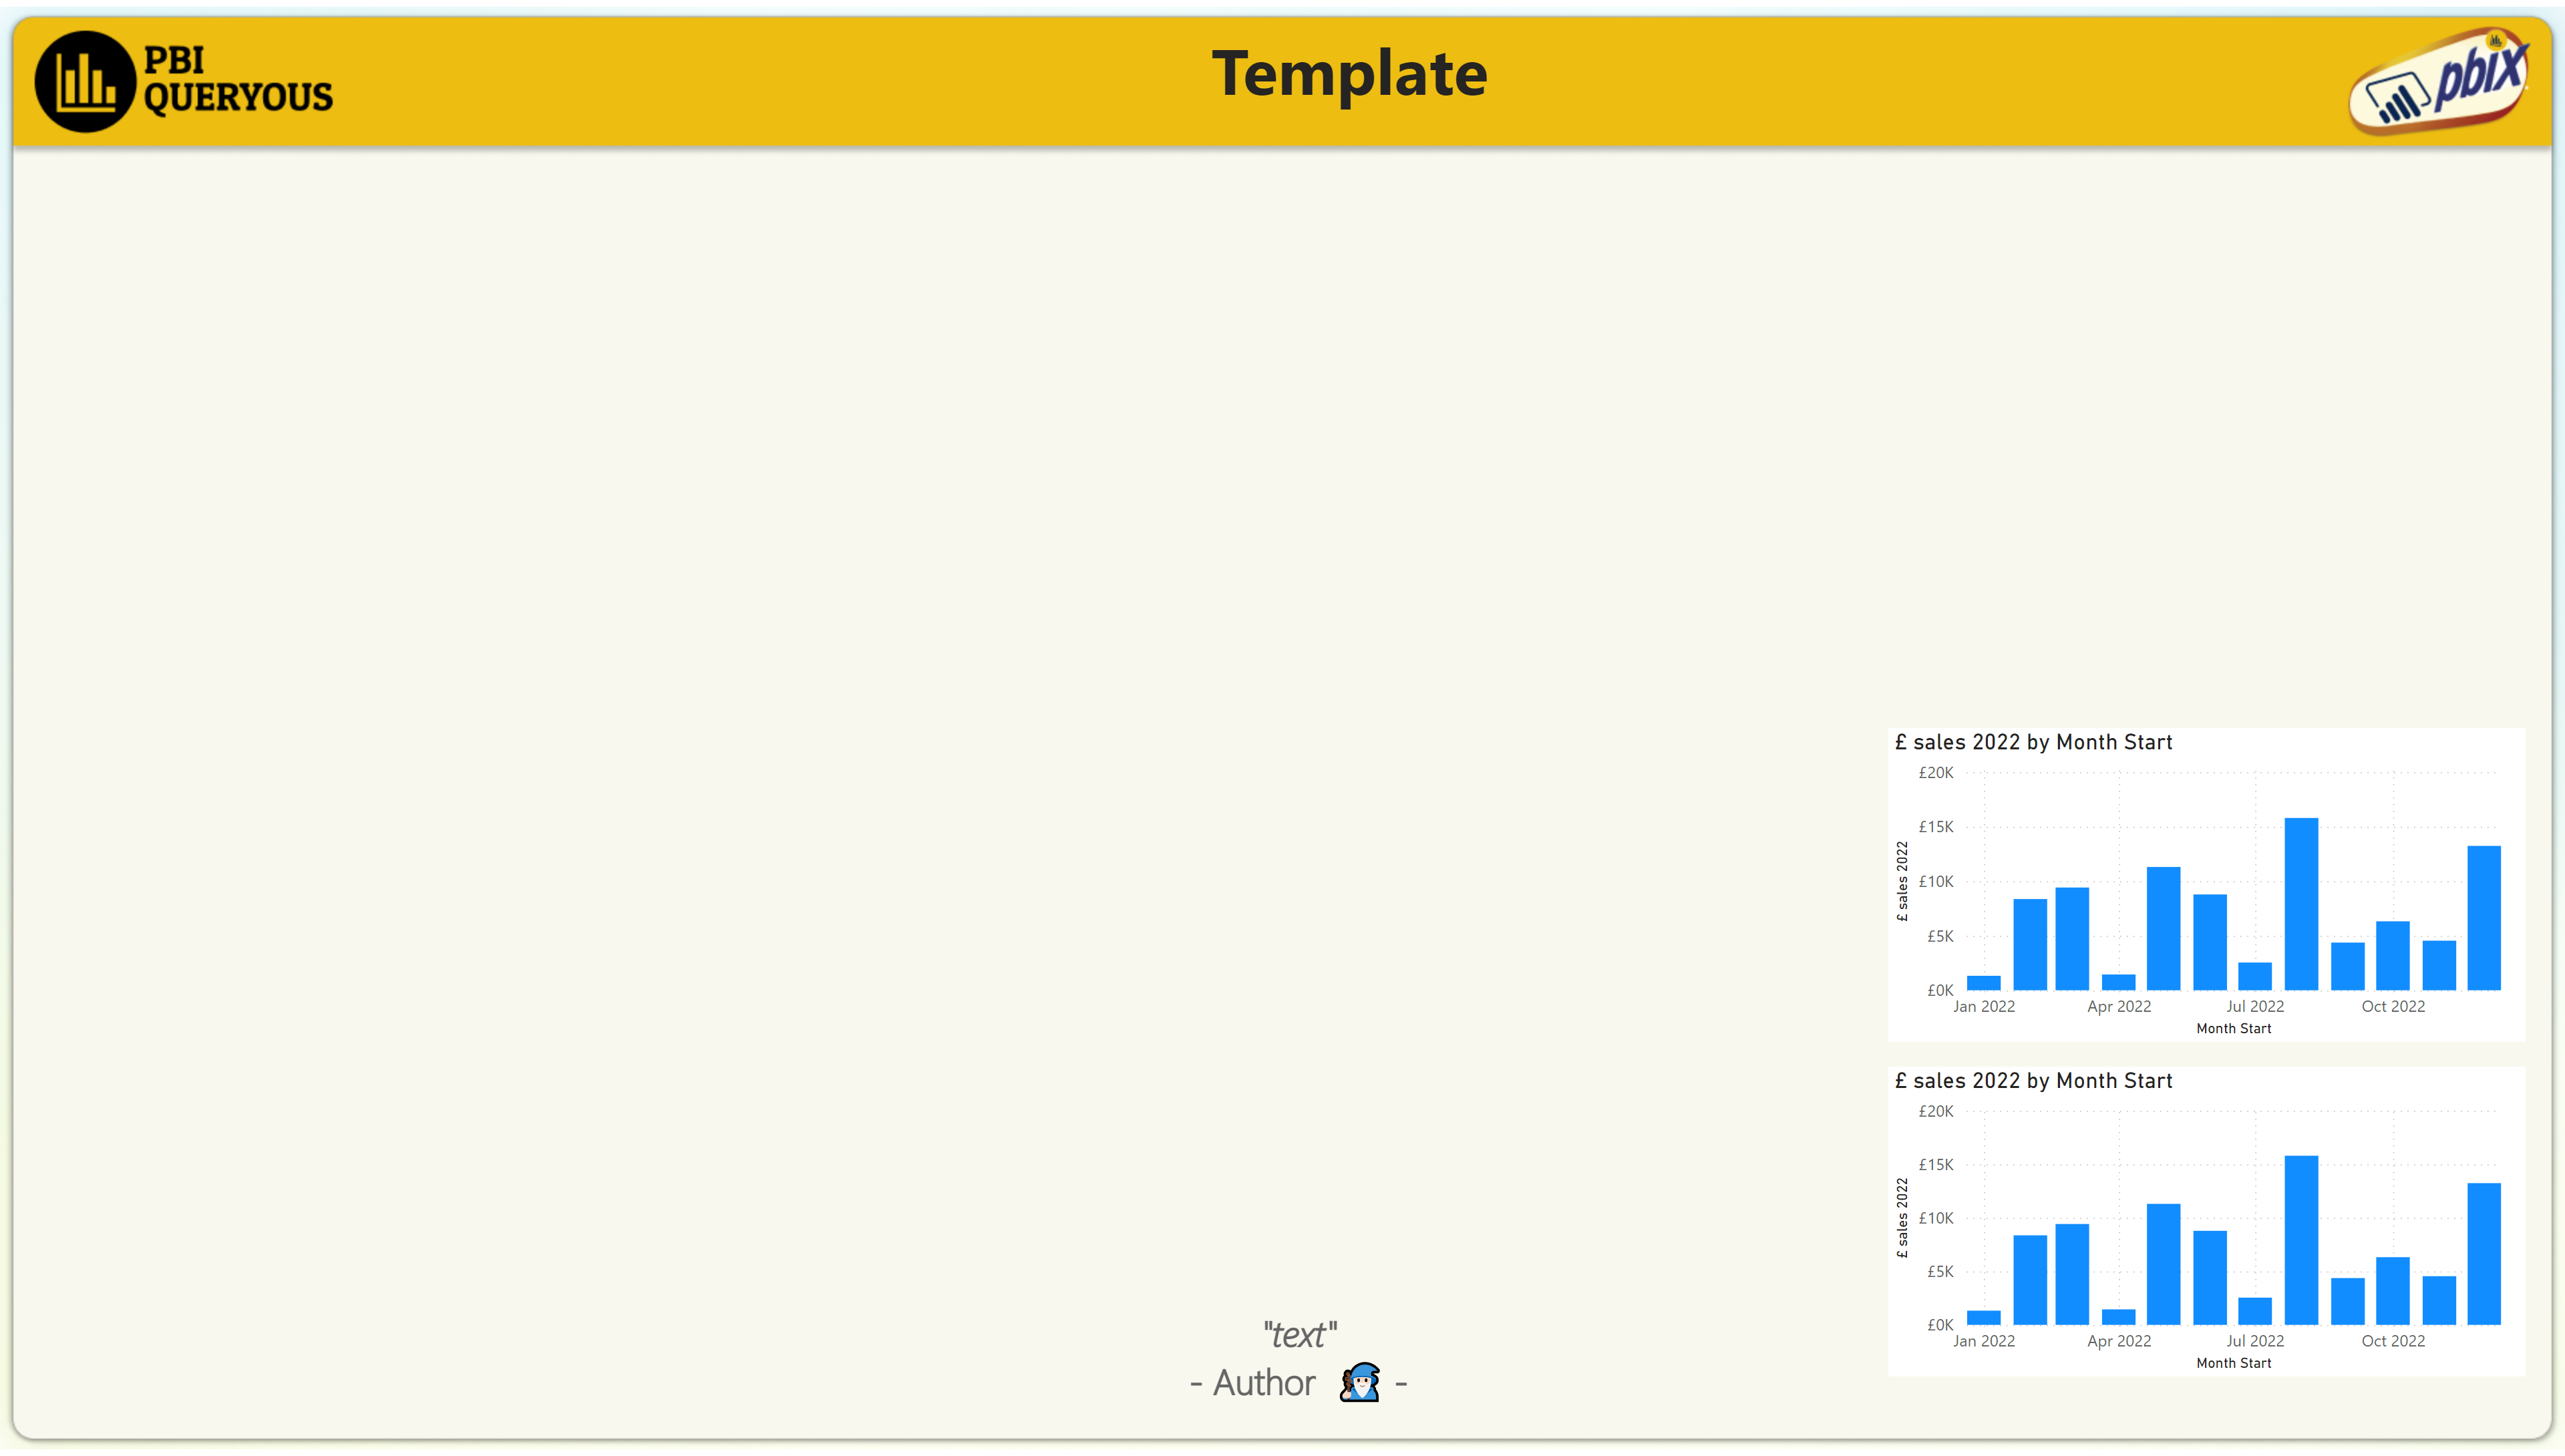 PBI
QUERYOUS
Template
pbix
£ sales 2022 by Month Start
£ sales 2022
£20K
£15K
£10K
£5K
£0K
Jan 2022 Apr 2022 Jul 2022 Oct 2022
Month Start
£ sales 2022 by Month Start
£ sales 2022
£20K
£15K
£10K
£5K
£0K
Jan 2022 Apr 2022 Jul 2022 Oct 2022
Month Start
"text"
- Author -